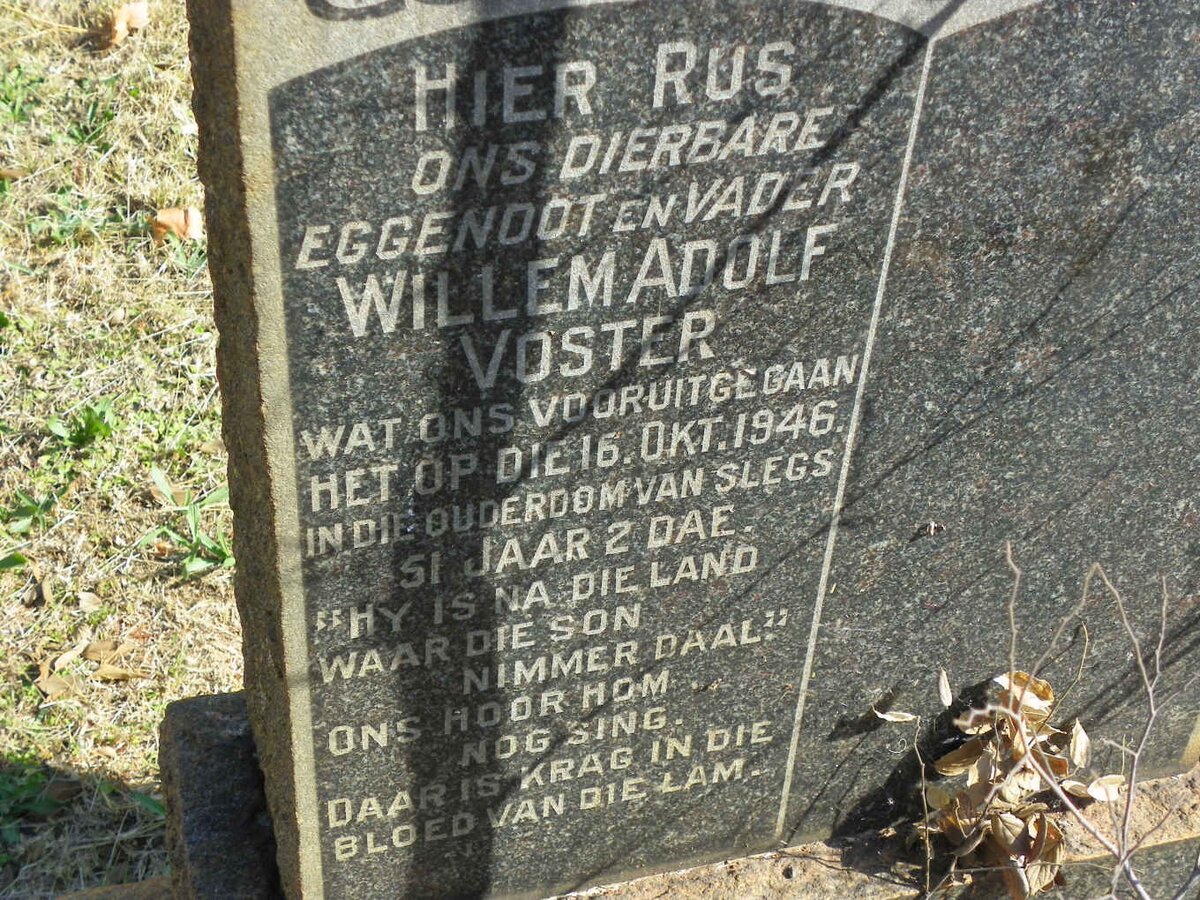 HIER RUS
ONS DIERBARE
EGGENOOT EN VADER
WILLEM ADOLF
VOSTER
WAT ONS VOORUITGEGAAN
HET OP DIE 16. OKT. 1946.
IN DIE OUDERDOM VAN SLEGS
51 JAAR 2 DAE.
"HY IS NA DIE LAND
WAAR DIE SON
NIMMER DAAL"
ONS HOOR HOM
NOG SING.
DAAR IS KRAG IN DIE
BLOED VAN DIE LAM.